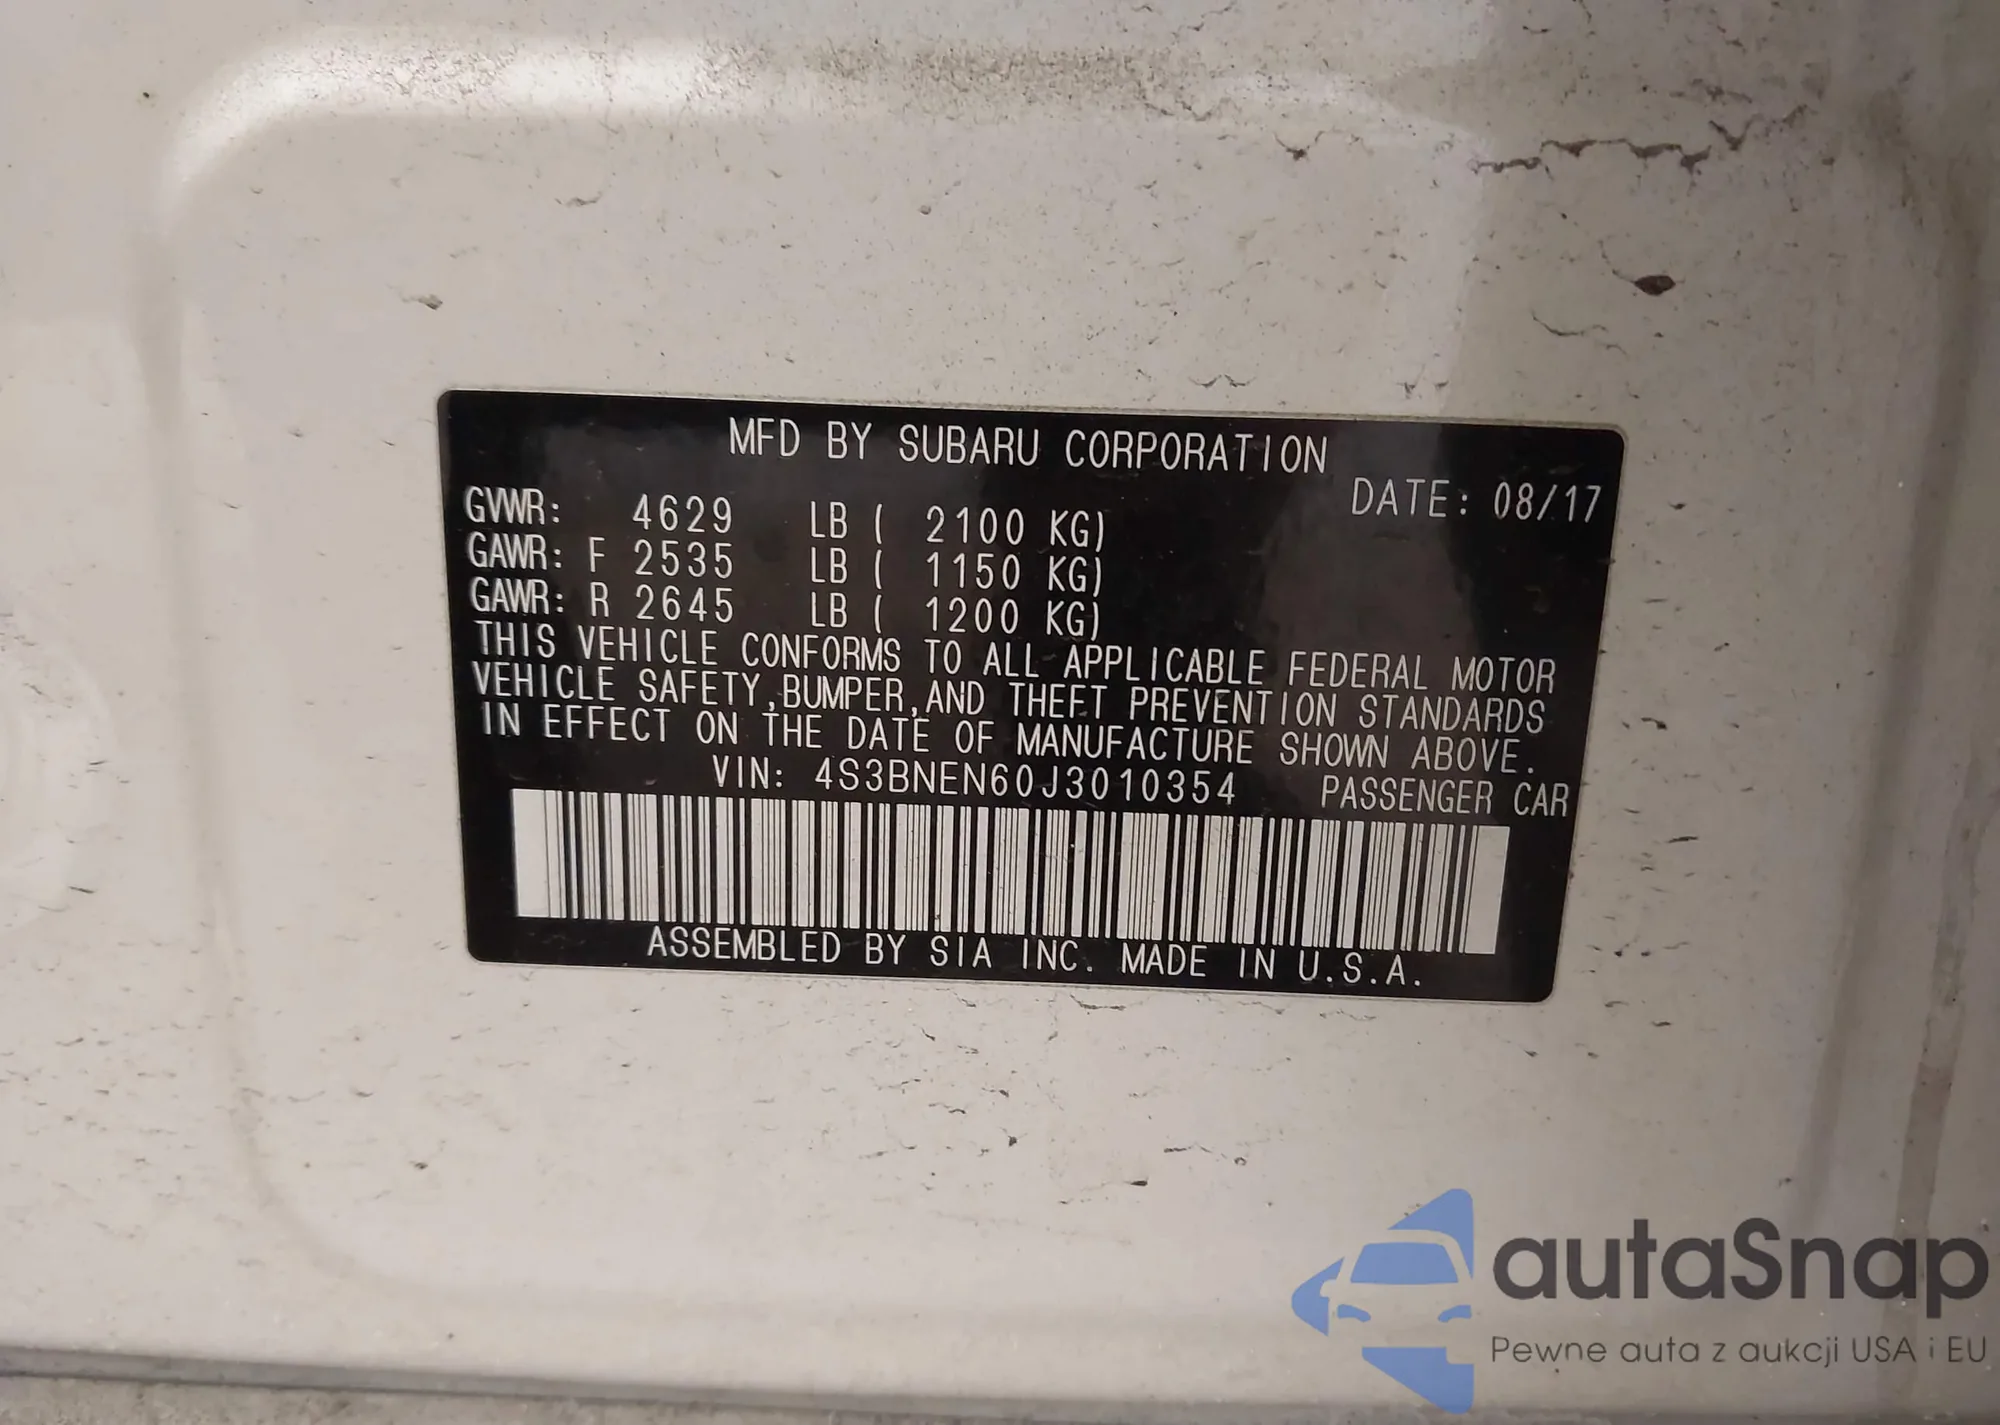 MFD BY SUBARU CORPORATION
DATE: 08/17
GVWR: 4629 LB ( 2100 KG)
GAWR: F 2535 LB ( 1150 KG)
GAWR: R 2645 LB ( 1200 KG)
THIS VEHICLE CONFORMS TO ALL APPLICABLE FEDERAL MOTOR
VEHICLE SAFETY,BUMPER,AND THEFT PREVENTION STANDARDS
IN EFFECT ON THE DATE OF MANUFACTURE SHOWN ABOVE.
VIN: 4S3BNEN60J3010354 PASSENGER CAR
ASSEMBLED BY SIA INC. MADE IN U.S.A.
autaSnap
Pewne auta z aukcji USA i EU